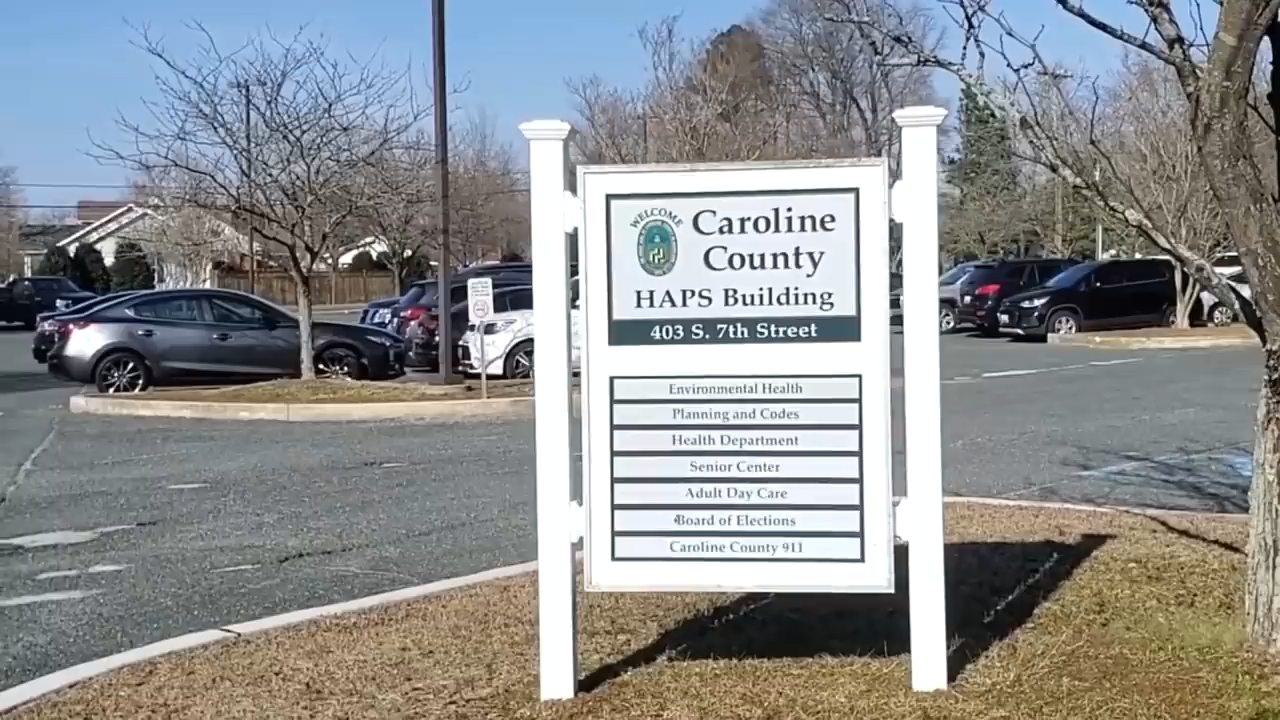 WELCOME
Caroline
County
HAPS Building
403 S. 7th Street
Environmental Health
Planning and Codes
Health Department
Senior Center
Adult Day Care
Board of Elections
Caroline County 911